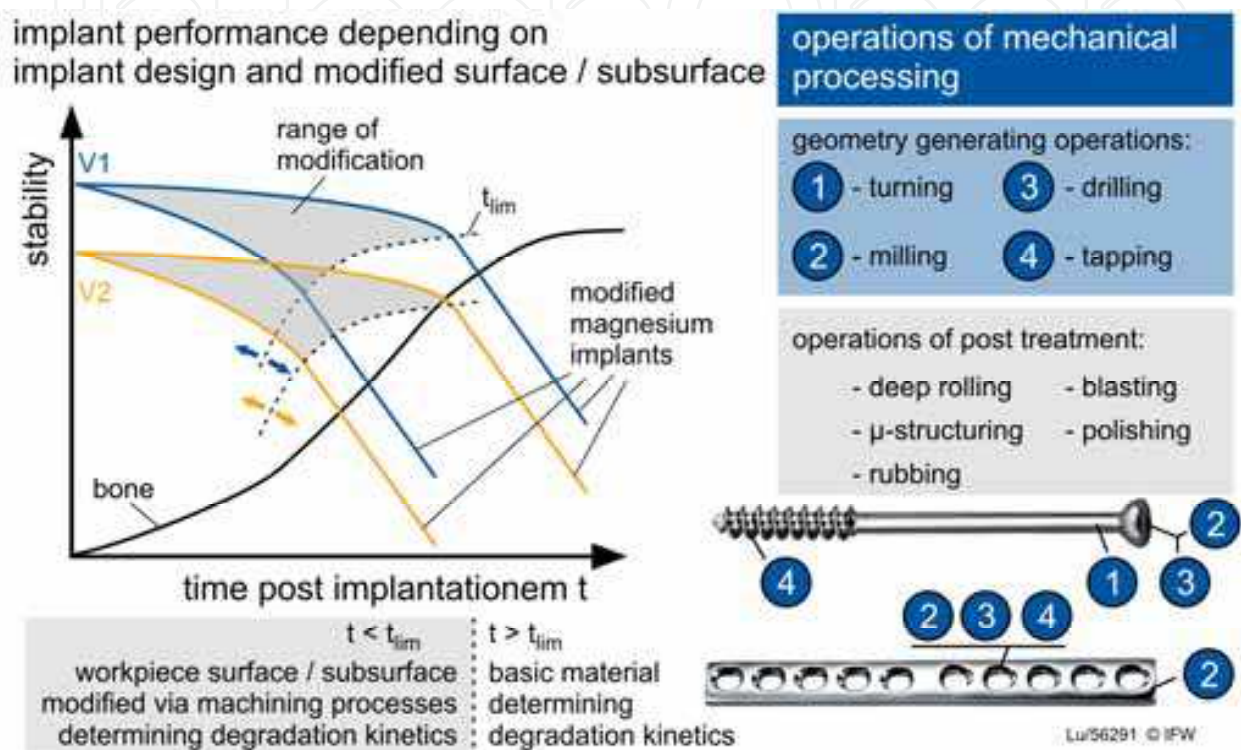 implant performance depending on
implant design and modified surface / subsurface
stability
V1
V2
range of
modification
t_lim
modified
magnesium
implants
bone
time post implantationem t
t < t_lim
workpiece surface / subsurface
modified via machining processes
determining degradation kinetics
t > t_lim
basic material
determining
degradation kinetics
operations of mechanical
processing
geometry generating operations:
1 - turning
3 - drilling
2 - milling
4 - tapping
operations of post treatment:
- deep rolling
- blasting
- µ-structuring
- polishing
- rubbing
4
1
2
3
2 3 4
2
Lu/56291 © IFW